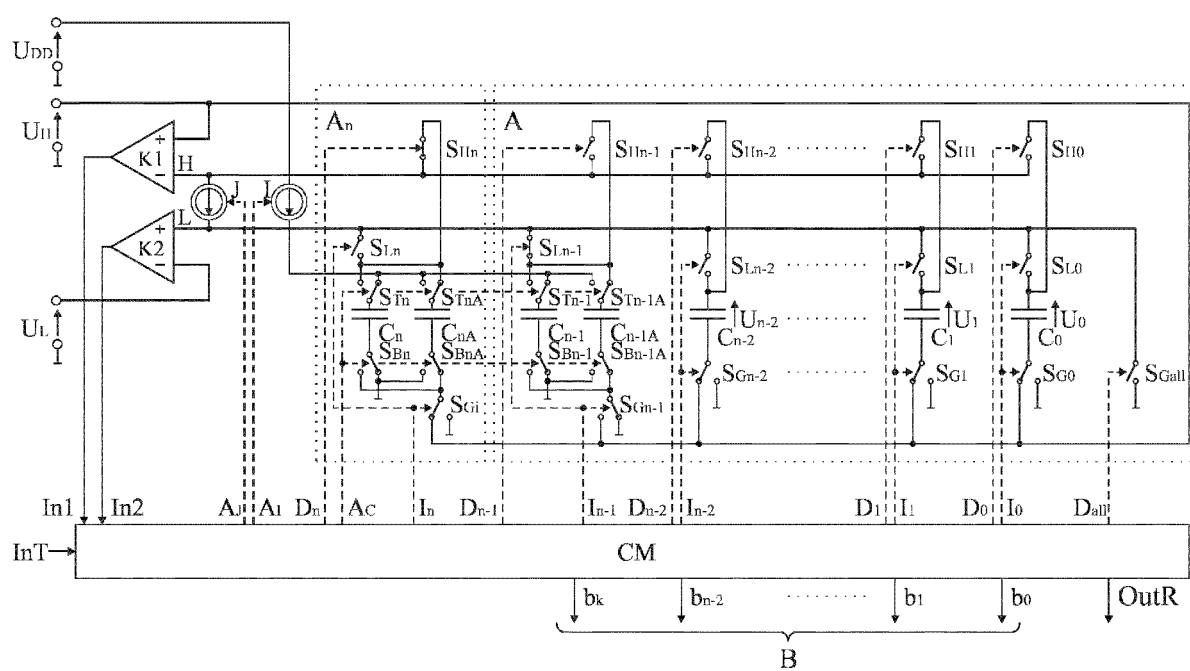 UDD
UH
An
A
SHn
SHn-1
SHn-2
SH1
SH0
K1
+
-
H
J
J
L
K2
+
-
SLn
SLn-1
SLn-2
SL1
SL0
UL
STn
STnA
STn-1
STn-1A
Un-2
U1
U0
Cn
CnA
Cn-1
Cn-1A
Cn-2
C1
C0
SBn
SBnA
SBn-1
SBn-1A
SGi
SGn-1
SGn-2
SG1
SG0
SGall
In1 In2 AJ AI Dn AC In Dn-1 In-1 Dn-2 In-2 D1 I1 D0 I0 Dall
InT
CM
bk bn-2 b1 b0 OutR
B